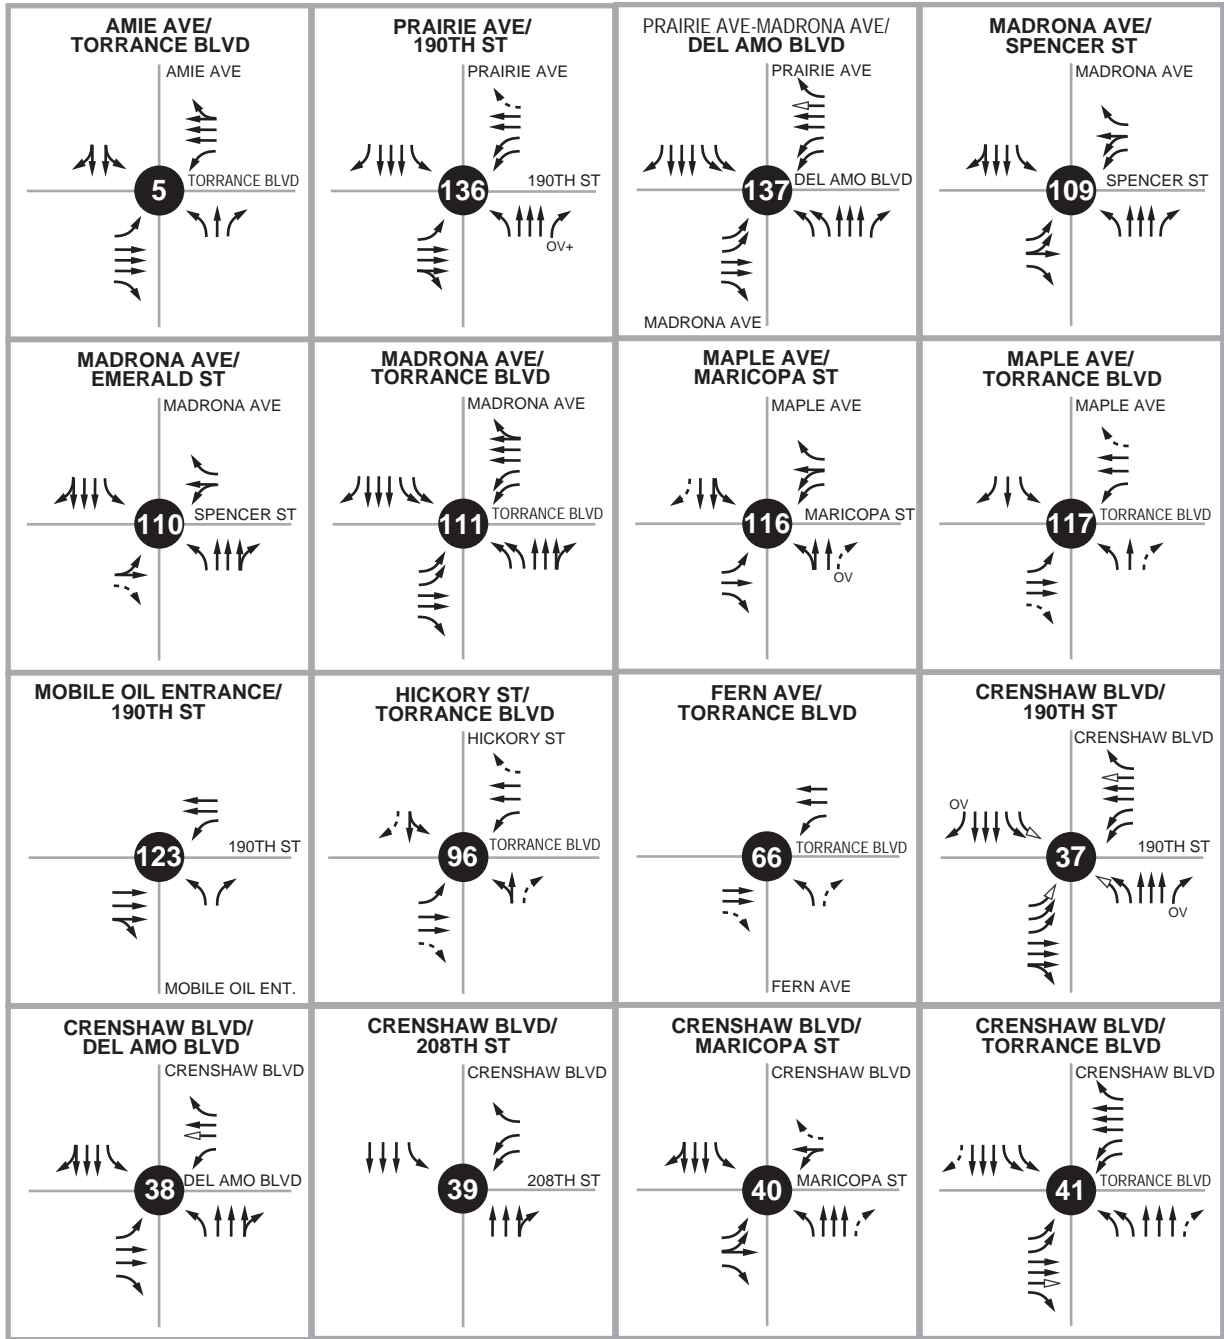 AMIE AVE/
TORRANCE BLVD
AMIE AVE
5
TORRANCE BLVD
PRAIRIE AVE/
190TH ST
PRAIRIE AVE
136
190TH ST
OV+
PRAIRIE AVE-MADRONA AVE/
DEL AMO BLVD
PRAIRIE AVE
137
DEL AMO BLVD
MADRONA AVE
MADRONA AVE/
SPENCER ST
MADRONA AVE
109
SPENCER ST
MADRONA AVE/
EMERALD ST
MADRONA AVE
110
SPENCER ST
MADRONA AVE/
TORRANCE BLVD
MADRONA AVE
111
TORRANCE BLVD
MAPLE AVE/
MARICOPA ST
MAPLE AVE
116
MARICOPA ST
OV
MAPLE AVE/
TORRANCE BLVD
MAPLE AVE
117
TORRANCE BLVD
MOBILE OIL ENTRANCE/
190TH ST
123
190TH ST
MOBILE OIL ENT.
HICKORY ST/
TORRANCE BLVD
HICKORY ST
96
TORRANCE BLVD
FERN AVE/
TORRANCE BLVD
66
TORRANCE BLVD
FERN AVE
CRENSHAW BLVD/
190TH ST
CRENSHAW BLVD
OV
37
190TH ST
OV
CRENSHAW BLVD/
DEL AMO BLVD
CRENSHAW BLVD
38
DEL AMO BLVD
CRENSHAW BLVD/
208TH ST
CRENSHAW BLVD
39
208TH ST
CRENSHAW BLVD/
MARICOPA ST
CRENSHAW BLVD
40
MARICOPA ST
CRENSHAW BLVD/
TORRANCE BLVD
CRENSHAW BLVD
41
TORRANCE BLVD